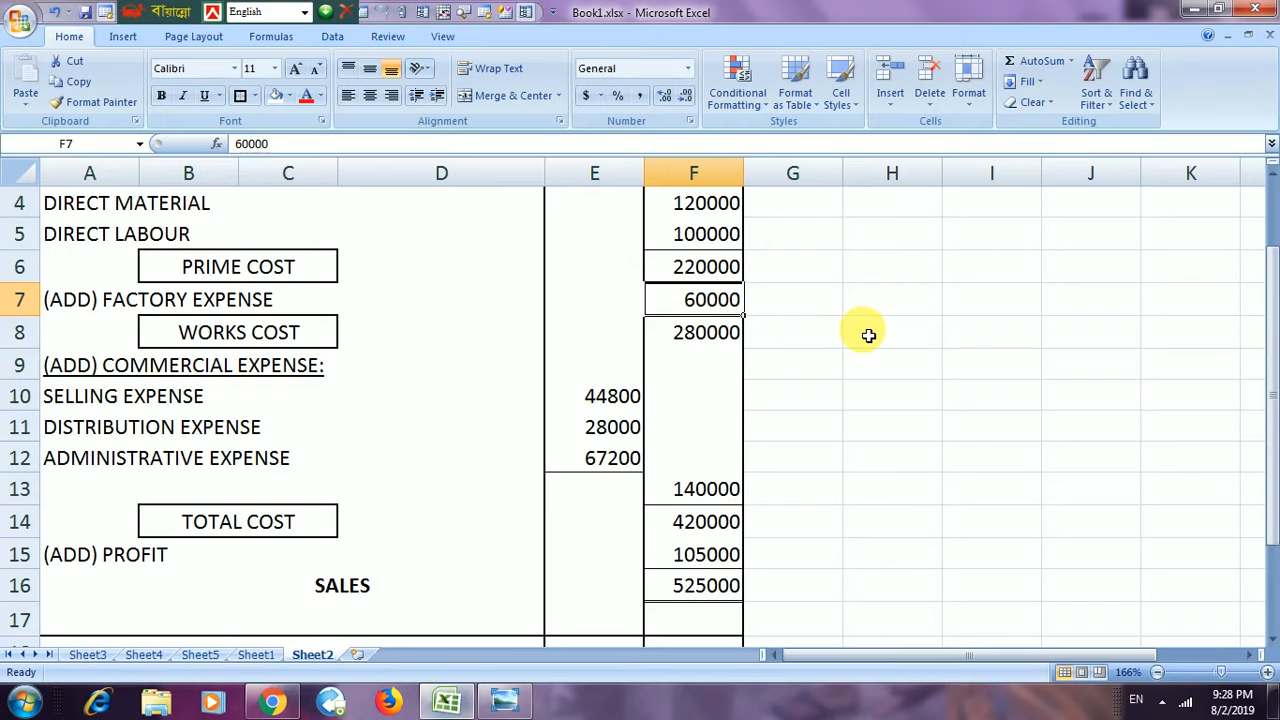 বায়ান্নো English Book1.xlsx - Microsoft Excel
Home Insert Page Layout Formulas Data Review View
Paste Cut Copy Format Painter Clipboard
Calibri 11 A A B I U A Font
Wrap Text Merge & Center Alignment
General $ % , Number
Conditional Formatting Format as Table Cell Styles Styles
Insert Delete Format Cells
Σ AutoSum Fill Clear Sort & Filter Find & Select Editing
F7 fx 60000
A B C D E F G H I J K
4 DIRECT MATERIAL 120000
5 DIRECT LABOUR 100000
6 PRIME COST 220000
7 (ADD) FACTORY EXPENSE 60000
8 WORKS COST 280000
9 (ADD) COMMERCIAL EXPENSE:
10 SELLING EXPENSE 44800
11 DISTRIBUTION EXPENSE 28000
12 ADMINISTRATIVE EXPENSE 67200
13 140000
14 TOTAL COST 420000
15 (ADD) PROFIT 105000
16 SALES 525000
17
Sheet3 Sheet4 Sheet5 Sheet1 Sheet2
Ready 166%
EN 9:28 PM
8/2/2019